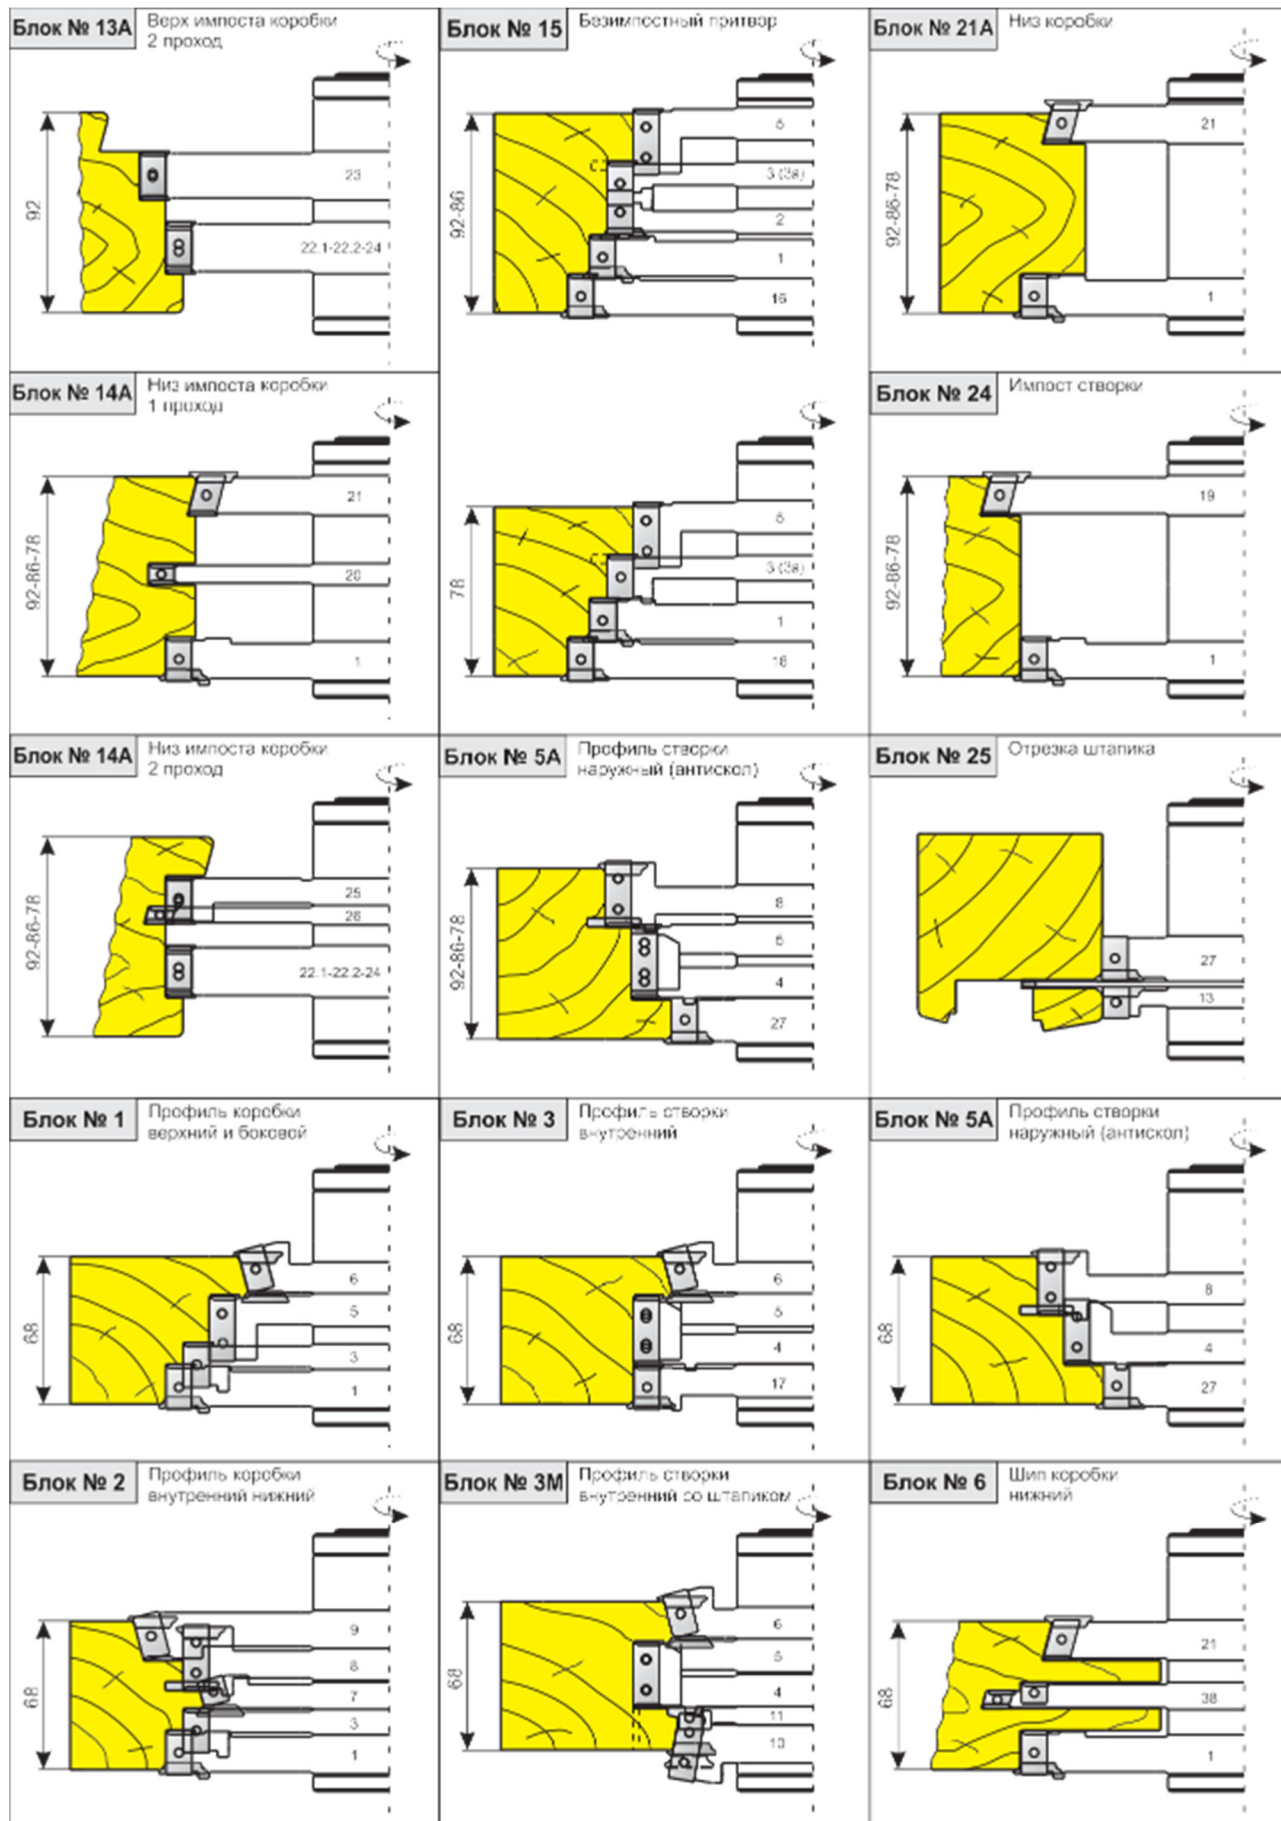 Блок № 13А
Верх импоста коробки
2 проход
92
23
22.1-22.2-24
Блок № 15
Безимпостный притвор
92-86
5
3 (3а)
2
1
16
Блок № 21А
Низ коробки
92-86-78
21
1
Блок № 14А
Низ импоста коробки
1 проход
92-86-78
21
20
1
78
5
3 (3а)
1
18
Блок № 24
Импост створки
92-86-78
19
1
Блок № 14А
Низ импоста коробки
2 проход
92-86-78
25
26
22.1-22.2-24
Блок № 5А
Профиль створки
наружный (антискол)
92-86-78
8
5
4
27
Блок № 25
Отрезка штапика
27
13
Блок № 1
Профиль коробки
верхний и боковой
68
6
5
3
1
Блок № 3
Профиль створки
внутренний
68
6
5
4
17
Блок № 5А
Профиль створки
наружный (антискол)
68
8
4
27
Блок № 2
Профиль коробки
внутренний нижний
68
9
8
7
3
1
Блок № 3М
Профиль створки
внутренний со штапиком
68
6
5
4
11
10
Блок № 6
Шип коробки
нижний
68
21
38
1